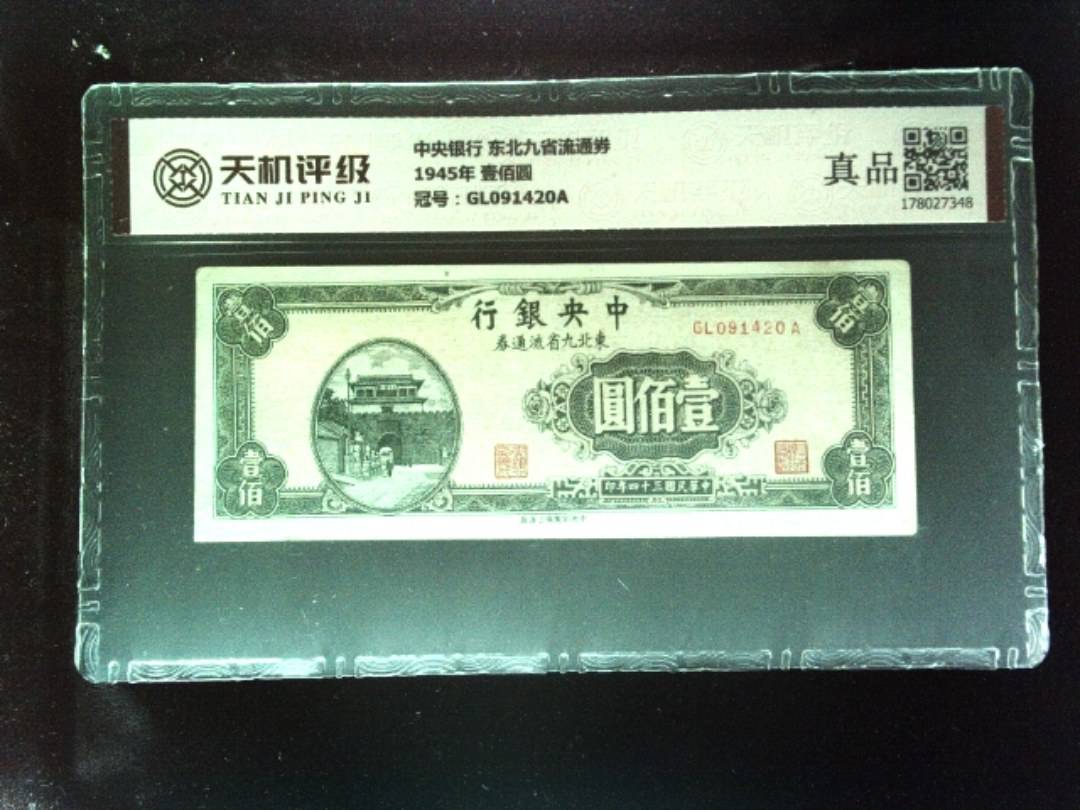 天机评级
TIAN JI PING JI
中央银行 东北九省流通券
1945年 壹佰圆
冠号：GL091420A
真品
178027348
壹佰
壹佰
行銀央中
券通流省九北東
GL091420A
圓佰壹
壹佰
壹佰
印年四十三國民華中